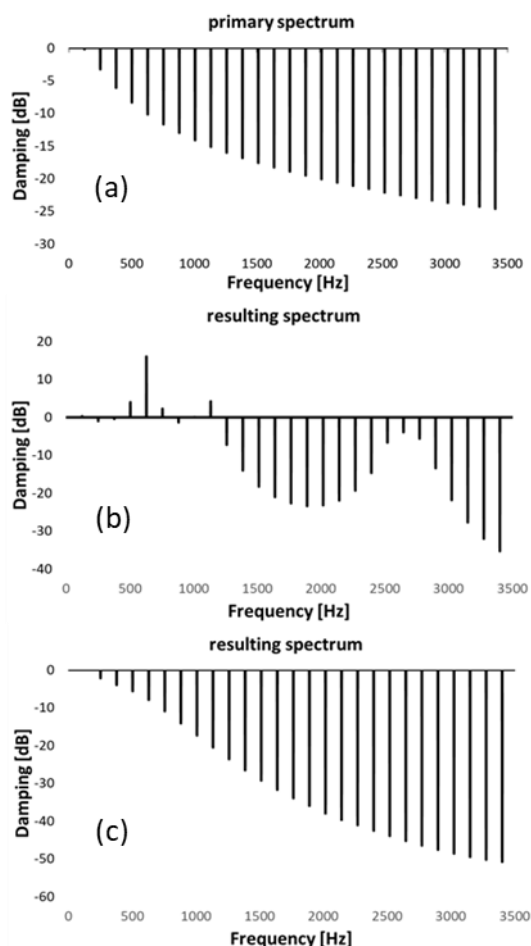 primary spectrum
0
-5
-10
-15
-20
-25
-30
Damping [dB]
(a)
0 500 1000 1500 2000 2500 3000 3500
Frequency [Hz]
resulting spectrum
20
10
0
-10
-20
-30
-40
Damping [dB]
(b)
0 500 1000 1500 2000 2500 3000 3500
Frequency [Hz]
resulting spectrum
0
-10
-20
-30
-40
-50
-60
Damping [dB]
(c)
0 500 1000 1500 2000 2500 3000 3500
Frequency [Hz]